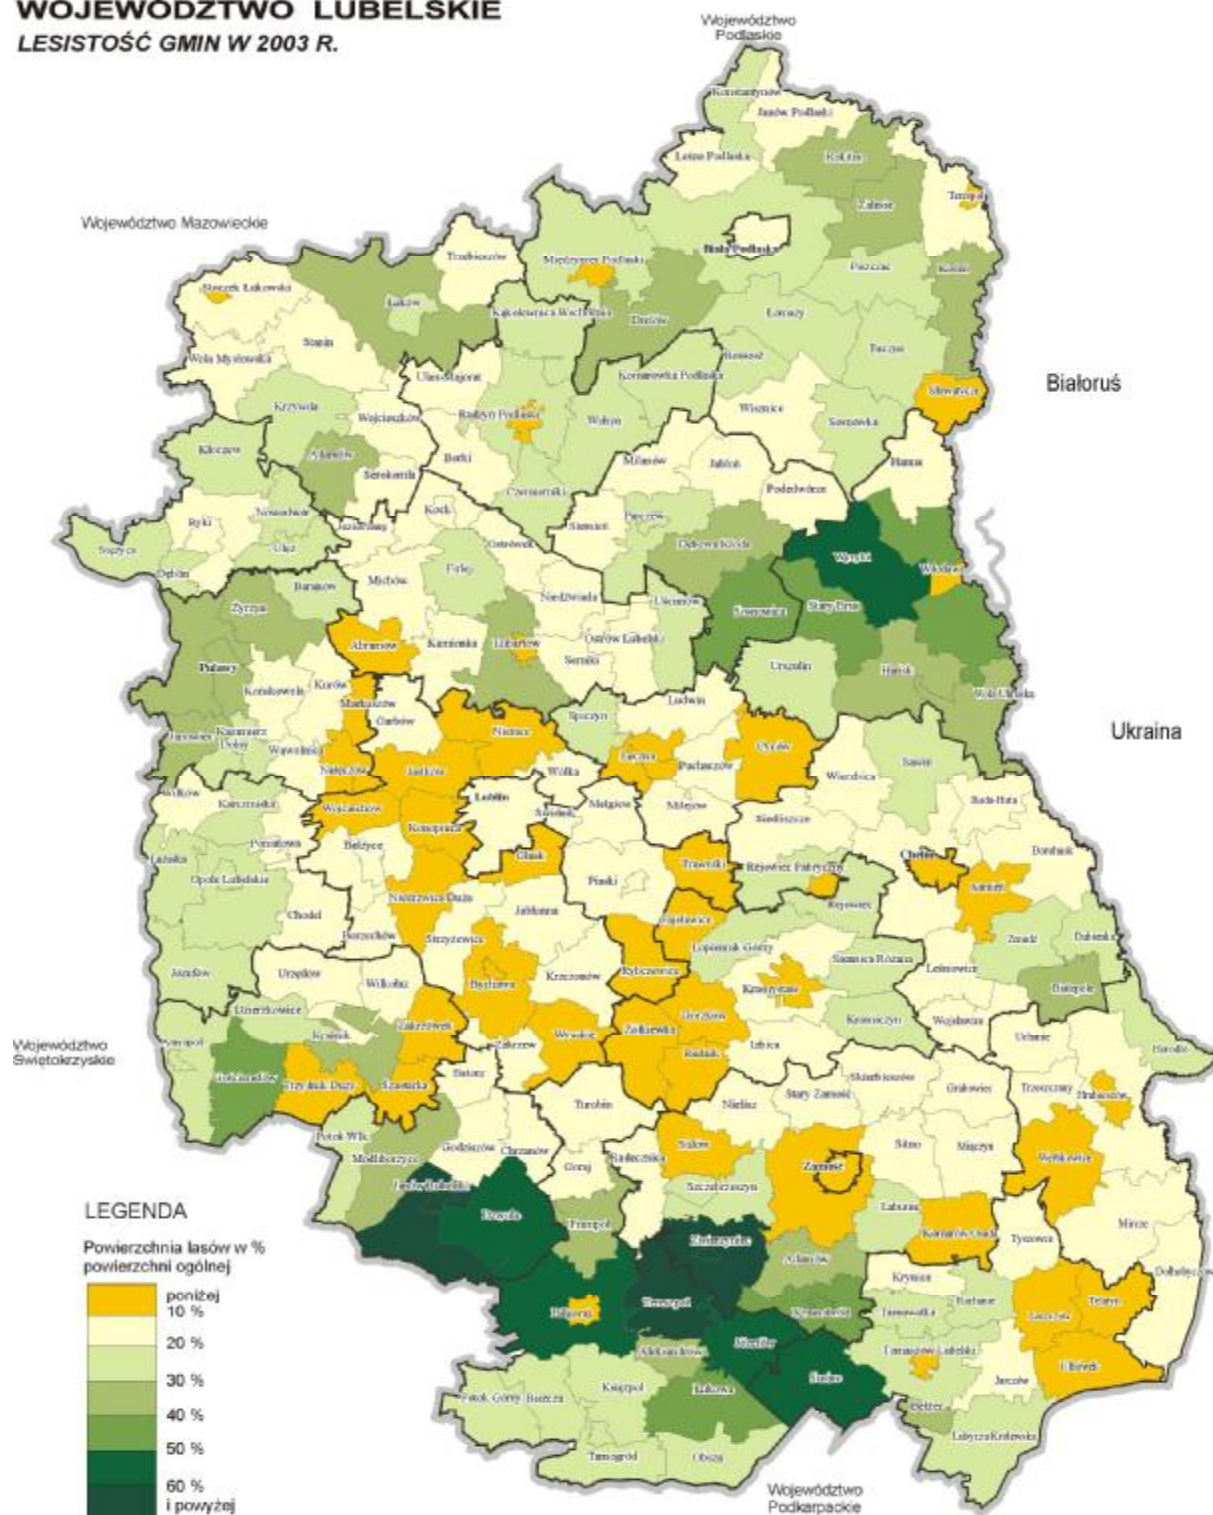 WOJEWÓDZTWO LUBELSKIE
LESISTOŚĆ GMIN W 2003 R.
Województwo
Podlaskie
Konstantynów
Janów Podlaski
Leśna Podlaska
Rokitno
Zalesie
Terespol
Województwo Mazowieckie
Trzebieszów
Międzyrzec Podlaski
Biała Podlaska
Piszczac
Kodeń
Stoczek Łukowski
Łuków
Kąkolewnica Wschodnia
Drelów
Łomazy
Stanin
Wola Mysłowska
Rossosz
Tuczna
Ulan-Majorat
Komarówka Podlaska
Białoruś
Sławatycze
Krzywda
Wojcieszków
Radzyń Podlaski
Wohyń
Wisznice
Sosnówka
Kłoczew
Adamów
Serokomla
Borki
Milanów
Jabłoń
Hanna
Czemierniki
Podedwórze
Ryki
Nowodwór
Jeziorzany
Kock
Siemień
Parczew
Stężyca
Ułęż
Ostrówek
Dębowa Kłoda
Wyryki
Dęblin
Baranów
Michów
Firlej
Włodawa
Żyrzyn
Niedźwiada
Uścimów
Sosnowica
Stary Brus
Abramów
Kamionka
Lubartów
Ostrów Lubelski
Puławy
Serniki
Urszulin
Hańsk
Końskowola
Kurów
Markuszów
Garbów
Ludwin
Wola Uhruska
Ukraina
Janowiec
Kazimierz
Dolny
Wąwolnica
Niemce
Spiczyn
Nałęczów
Jastków
Łęczna
Puchaczów
Cyców
Wierzbica
Sawin
Wólka
Wilków
Karczmiska
Wojciechów
Lublin
Mełgiew
Milejów
Siedliszcze
Ruda-Huta
Konopnica
Świdnik
Poniatowa
Bełżyce
Głusk
Trawniki
Rejowiec Fabryczny
Chełm
Dorohusk
Łaziska
Opole Lubelskie
Piaski
Kamień
Niedrzwica Duża
Chodel
Jabłonna
Fajsławice
Rejowiec
Borzechów
Strzyżewice
Łopiennik Górny
Żmudź
Dubienka
Józefów
Urzędów
Wilkołaz
Bychawa
Krzczonów
Rybczewice
Siennica Różana
Leśniowice
Krasnystaw
Białopole
Dzierzkowice
Zakrzówek
Wysokie
Żółkiewka
Gorzków
Kraśniczyn
Wojsławice
Województwo
Świętokrzyskie
Annopol
Kraśnik
Zakrzew
Rudnik
Izbica
Uchanie
Horodło
Gościeradów
Trzydnik Duży
Szastarka
Batorz
Skierbieszów
Grabowiec
Trzeszczany
Hrubieszów
Turobin
Nielisz
Stary Zamość
Potok Wlk.
Modliborzyce
Godziszów
Chrzanów
Goraj
Radecznica
Sułów
Zamość
Sitno
Miączyn
Werbkowice
Janów Lubelski
Szczebrzeszyn
Dzwola
Frampol
Łabunie
Komarów Osada
Tyszowce
Mircze
LEGENDA
Zwierzyniec
Adamów
Dołhobyczów
Powierzchnia lasów w %
powierzchni ogólnej
Krynice
Rachanie
Telatyn
poniżej
10 %
20 %
30 %
40 %
50 %
60 %
i powyżej
Biłgoraj
Tereszpol
Krasnobród
Tarnawatka
Łaszczów
Józefów
Tomaszów Lubelski
Aleksandrów
Ulhówek
Susiec
Jarczów
Potok Górny
Biszcza
Księżpol
Łukowa
Bełżec
Lubycza Królewska
Tarnogród
Obsza
Województwo
Podkarpackie